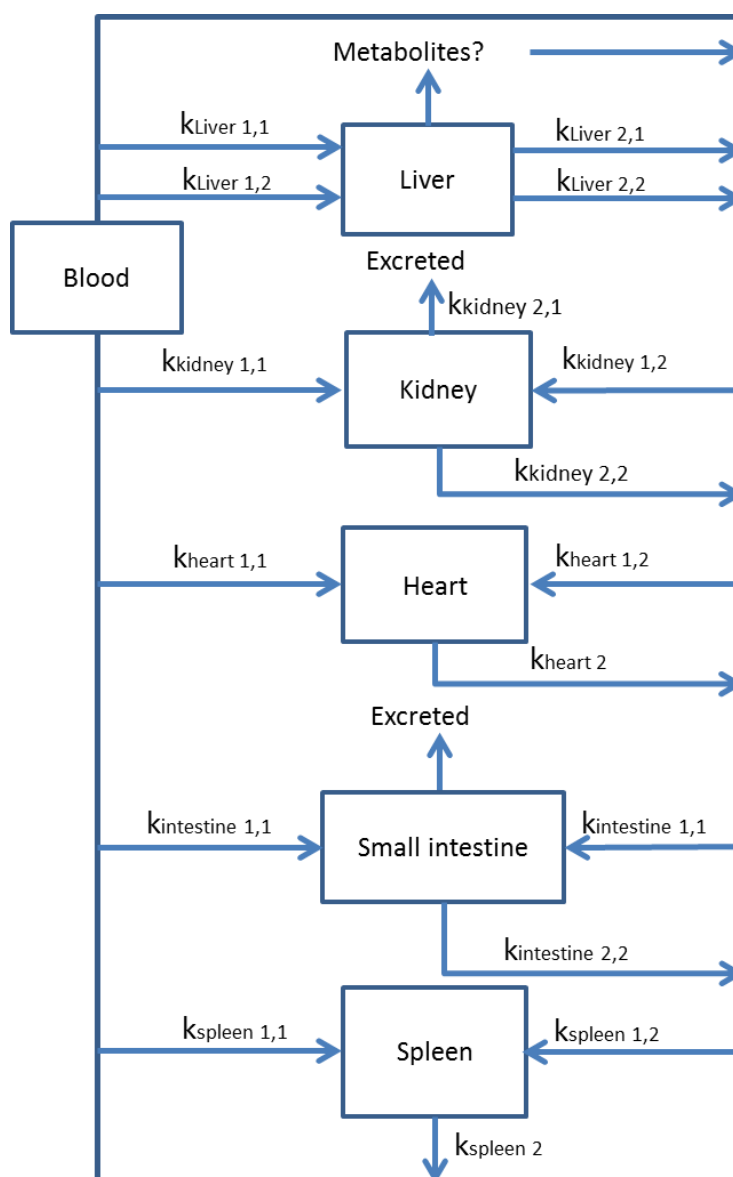 Metabolites?
kLiver 1,1
kLiver 2,1
Liver
kLiver 1,2
kLiver 2,2
Blood
Excreted
kkidney 2,1
kkidney 1,1
kkidney 1,2
Kidney
kkidney 2,2
kheart 1,1
kheart 1,2
Heart
kheart 2
Excreted
kintestine 1,1
kintestine 1,1
Small intestine
kintestine 2,2
kspleen 1,1
kspleen 1,2
Spleen
kspleen 2